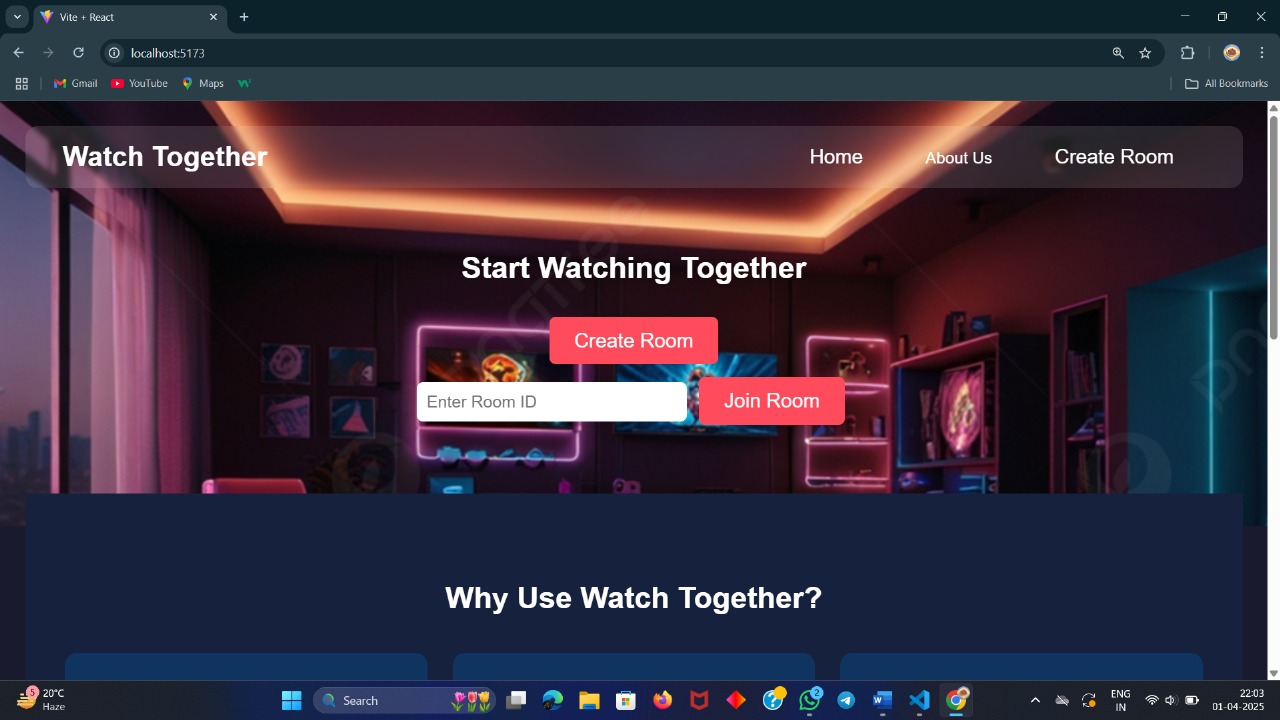 Vite + React
localhost:5173
Gmail
YouTube
Maps
All Bookmarks
Watch Together
Home
About Us
Create Room
Start Watching Together
Create Room
Enter Room ID
Join Room
Why Use Watch Together?
5
20°C
Haze
Search
2
ENG
IN
22:03
01-04-2025